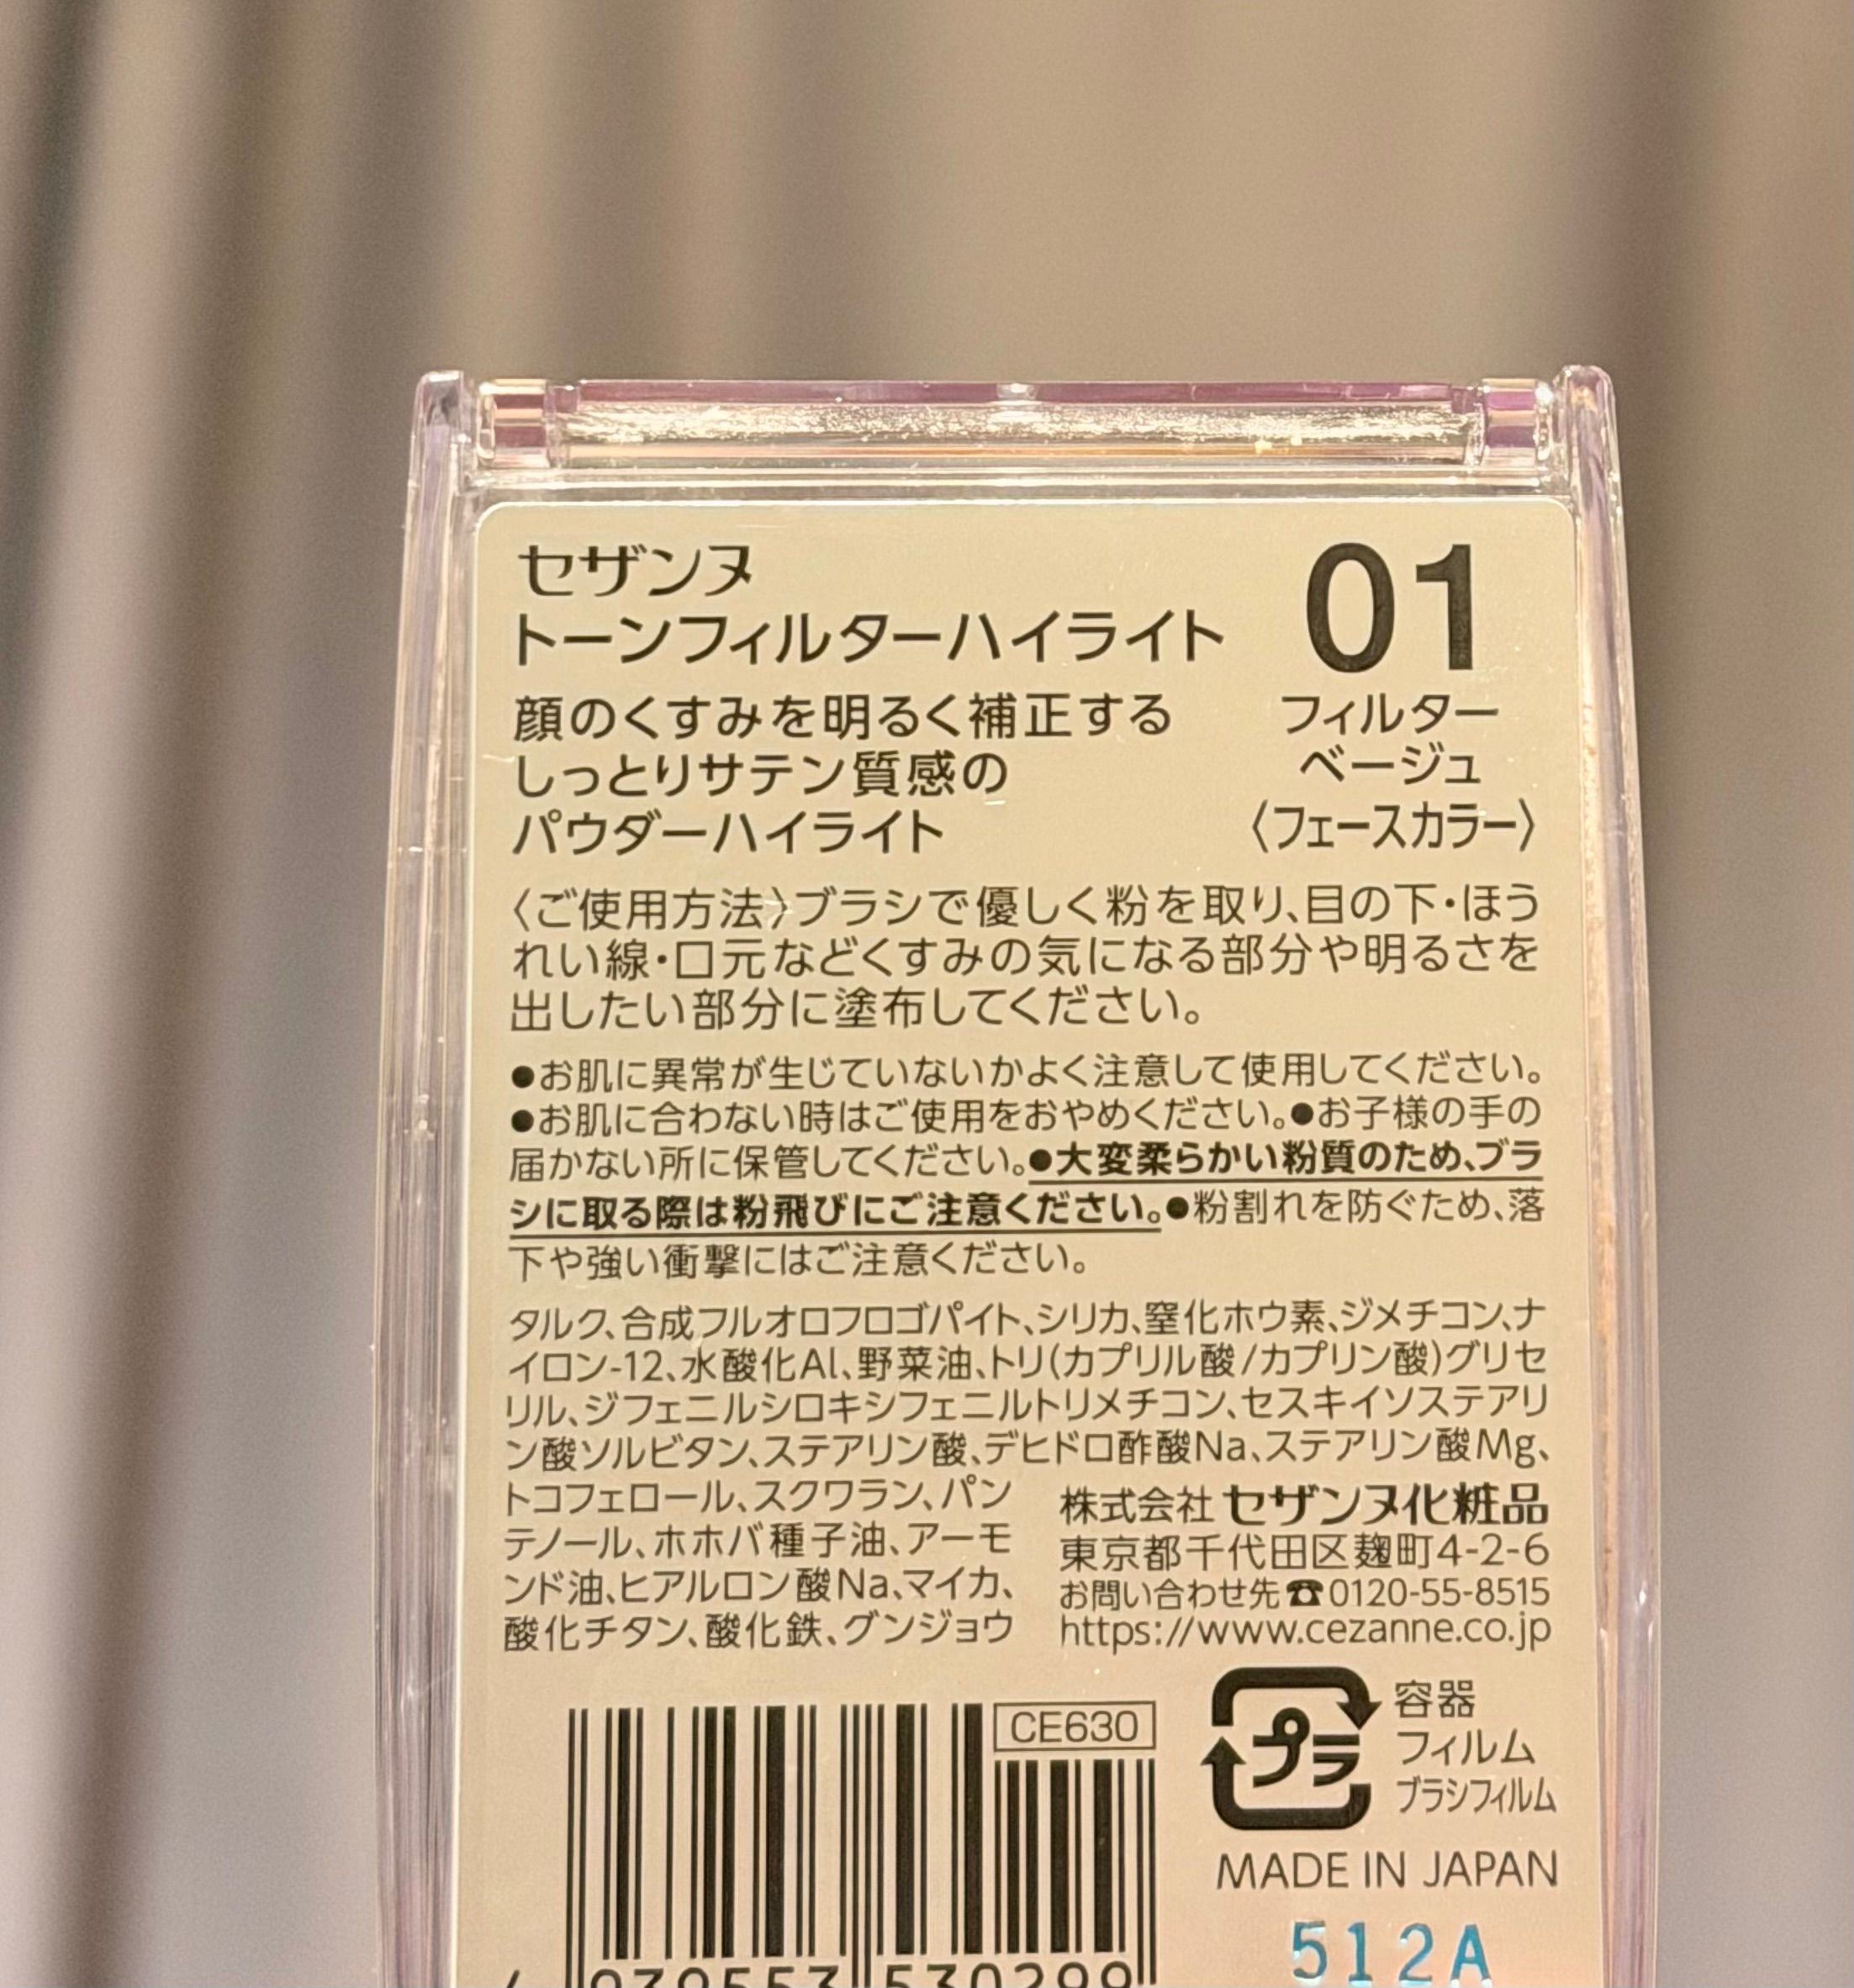 セザンヌ
トーンフィルターハイライト
01
顔のくすみを明るく補正する
しっとりサテン質感の
パウダーハイライト
フィルター
ベージュ
〈フェースカラー〉
〈ご使用方法〉ブラシで優しく粉を取り、目の下・ほう
れい線・口元などくすみの気になる部分や明るさを
出したい部分に塗布してください。
●お肌に異常が生じていないかよく注意して使用してください。
●お肌に合わない時はご使用をおやめください。●お子様の手の
届かない所に保管してください。●大変柔らかい粉質のため、ブラ
シに取る際は粉飛びにご注意ください。●粉割れを防ぐため、落
下や強い衝撃にはご注意ください。
タルク、合成フルオロフロゴパイト、シリカ、窒化ホウ素、ジメチコン、ナ
イロン-12、水酸化Al、野菜油、トリ(カプリル酸/カプリン酸)グリセ
リル、ジフェニルシロキシフェニルトリメチコン、セスキイソステアリ
ン酸ソルビタン、ステアリン酸、デヒドロ酢酸Na、ステアリン酸Mg、
トコフェロール、スクワラン、パン
テノール、ホホバ種子油、アーモ
ンド油、ヒアルロン酸Na、マイカ、
酸化チタン、酸化鉄、グンジョウ
株式会社 セザンヌ化粧品
東京都千代田区麹町4-2-6
お問い合わせ先☎0120-55-8515
https://www.cezanne.co.jp
CE630
プラ
容器
フィルム
ブラシフィルム
MADE IN JAPAN
512A
4 939553 530299